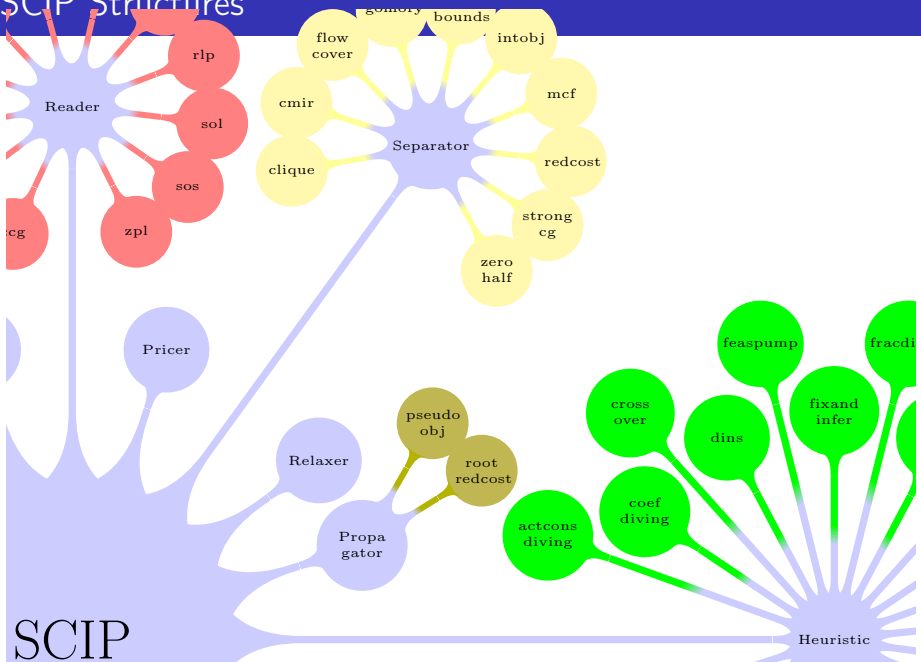 SCIP Structures
bounds
flow
cover
intobj
rlp
Reader
cmir
mcf
sol
Separator
clique
redcost
sos
strong
cg
zpl
zero
half
Pricer
feaspump
cross
over
fixand
infer
pseudo
obj
dins
Relaxer
root
redcost
coef
diving
actcons
diving
Propa
gator
SCIP
Heuristic